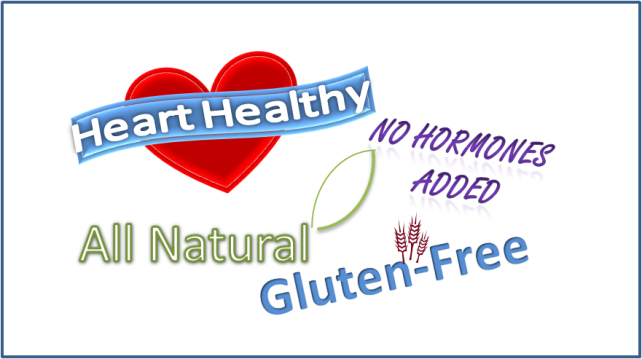 Heart Healthy
NO HORMONES
ADDED
All Natural
Gluten-Free